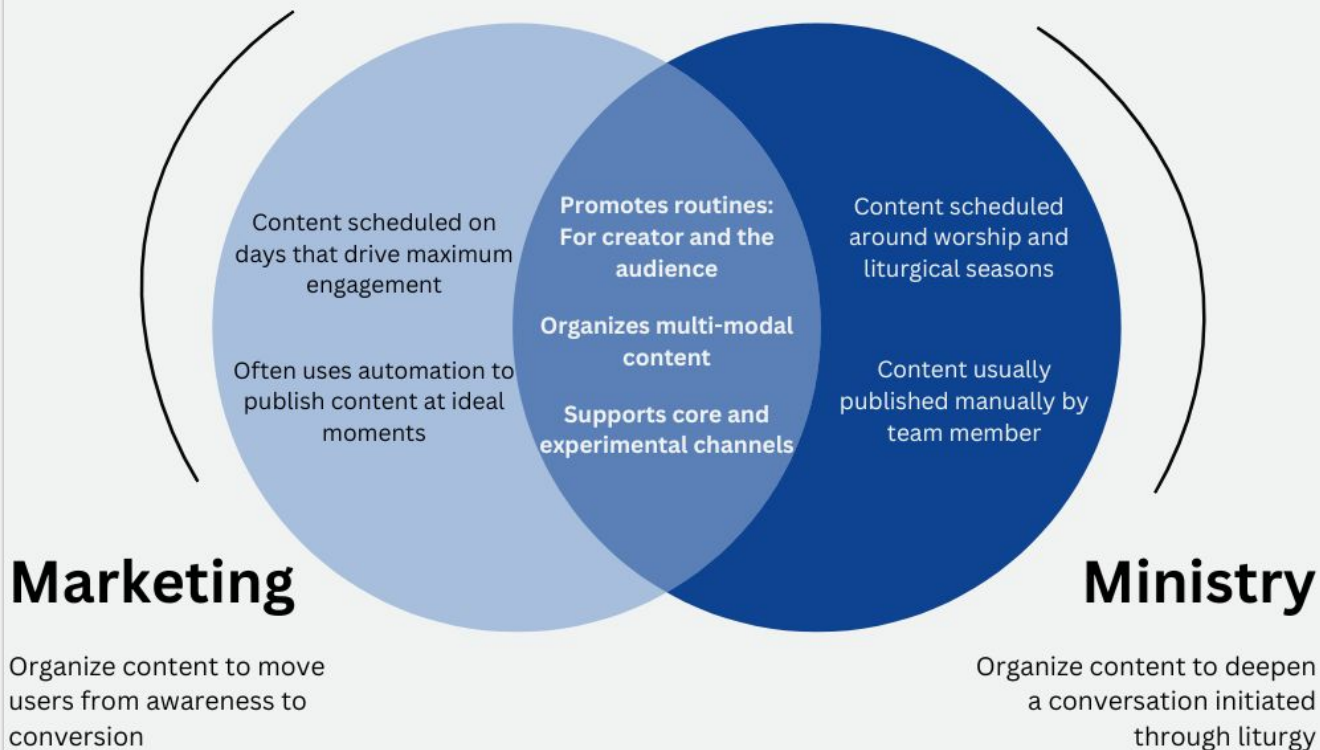 Content scheduled on
days that drive maximum
engagement
Often uses automation to
publish content at ideal
moments
Promotes routines:
For creator and the
audience
Organizes multi-modal
content
Supports core and
experimental channels
Content scheduled
around worship and
liturgical seasons
Content usually
published manually by
team member
Marketing
Organize content to move
users from awareness to
conversion
Ministry
Organize content to deepen
a conversation initiated
through liturgy